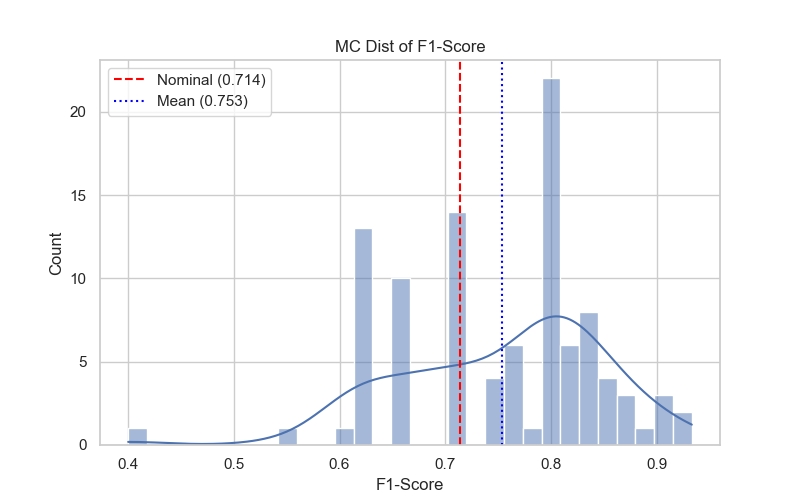 MC Dist of F1-Score
Nominal (0.714)
Mean (0.753)
20
15
10
5
0
Count
0.4 0.5 0.6 0.7 0.8 0.9
F1-Score